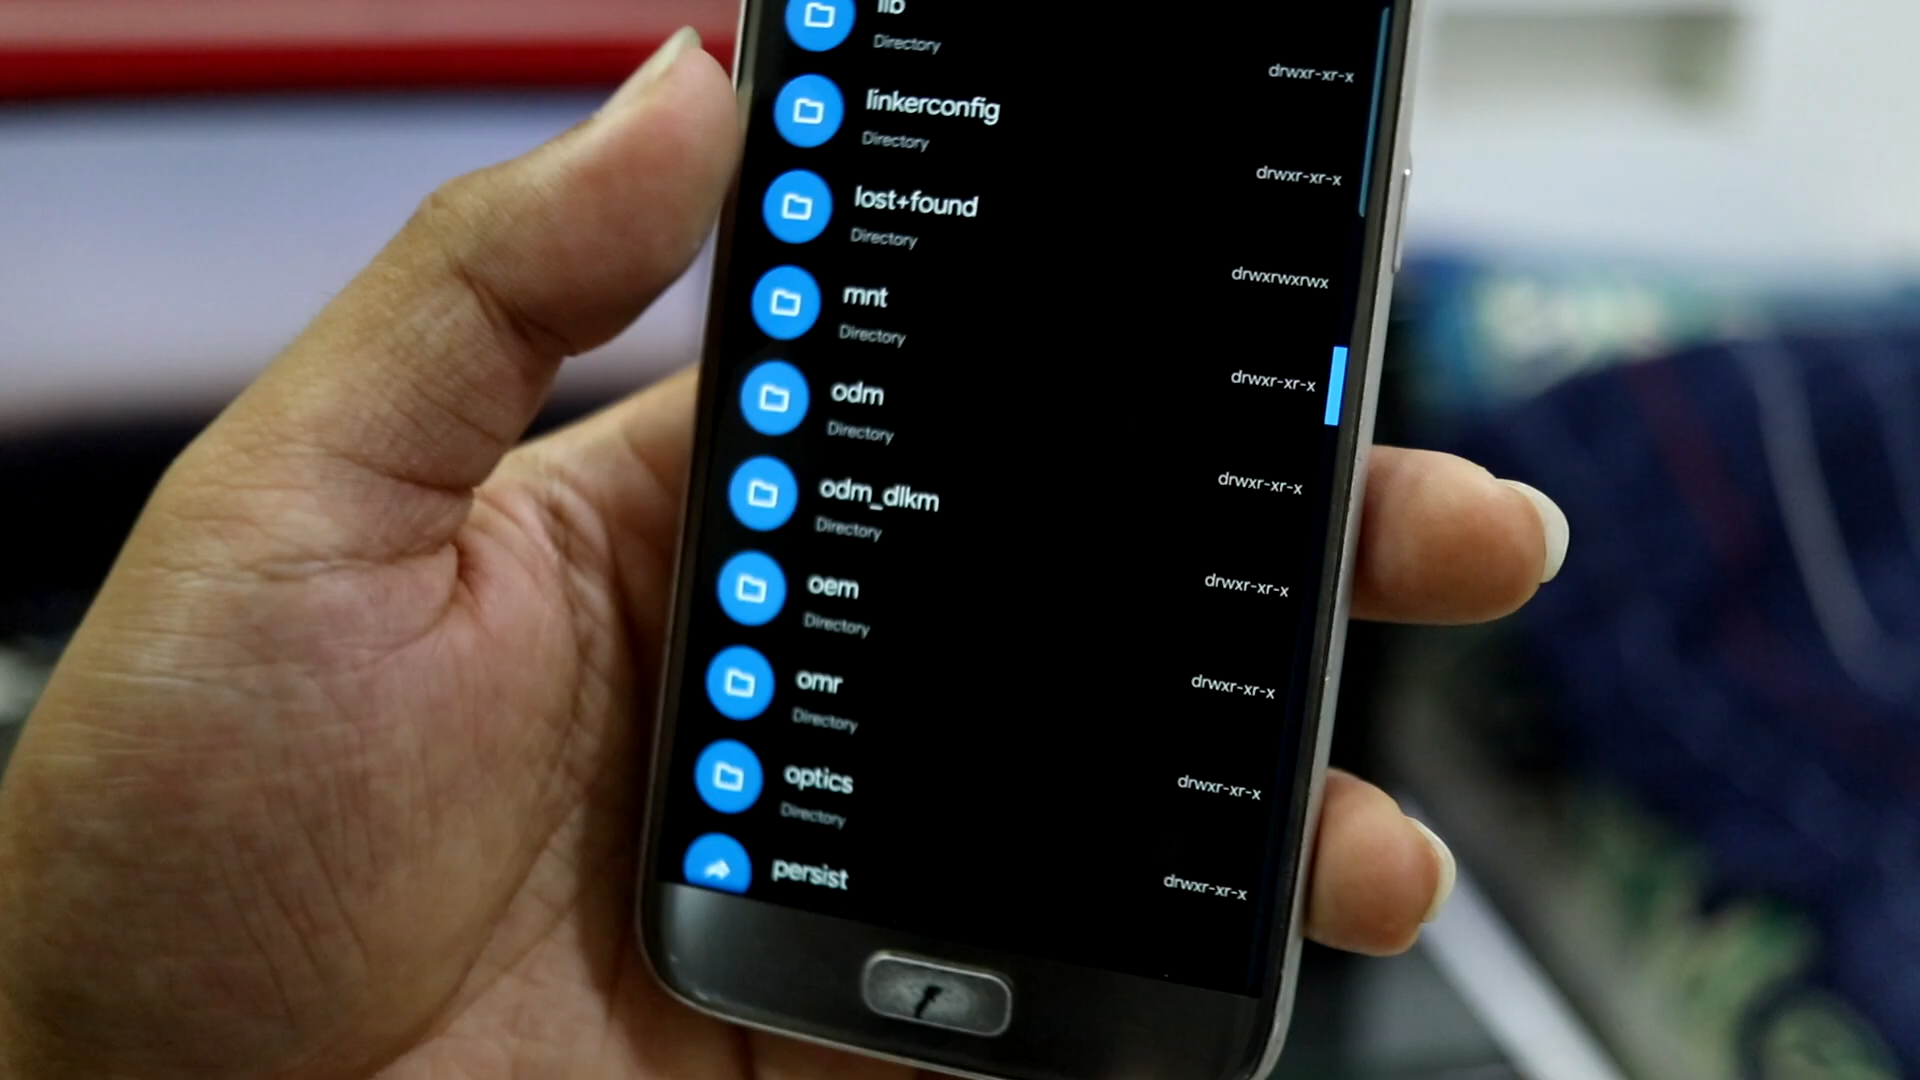 lib
Directory
drwxr-xr-x
linkerconfig
Directory
drwxr-xr-x
lost+found
Directory
drwxrwxrwx
mnt
Directory
drwxr-xr-x
odm
Directory
drwxr-xr-x
odm_dlkm
Directory
drwxr-xr-x
oem
Directory
drwxr-xr-x
omr
Directory
drwxr-xr-x
optics
Directory
drwxr-xr-x
persist